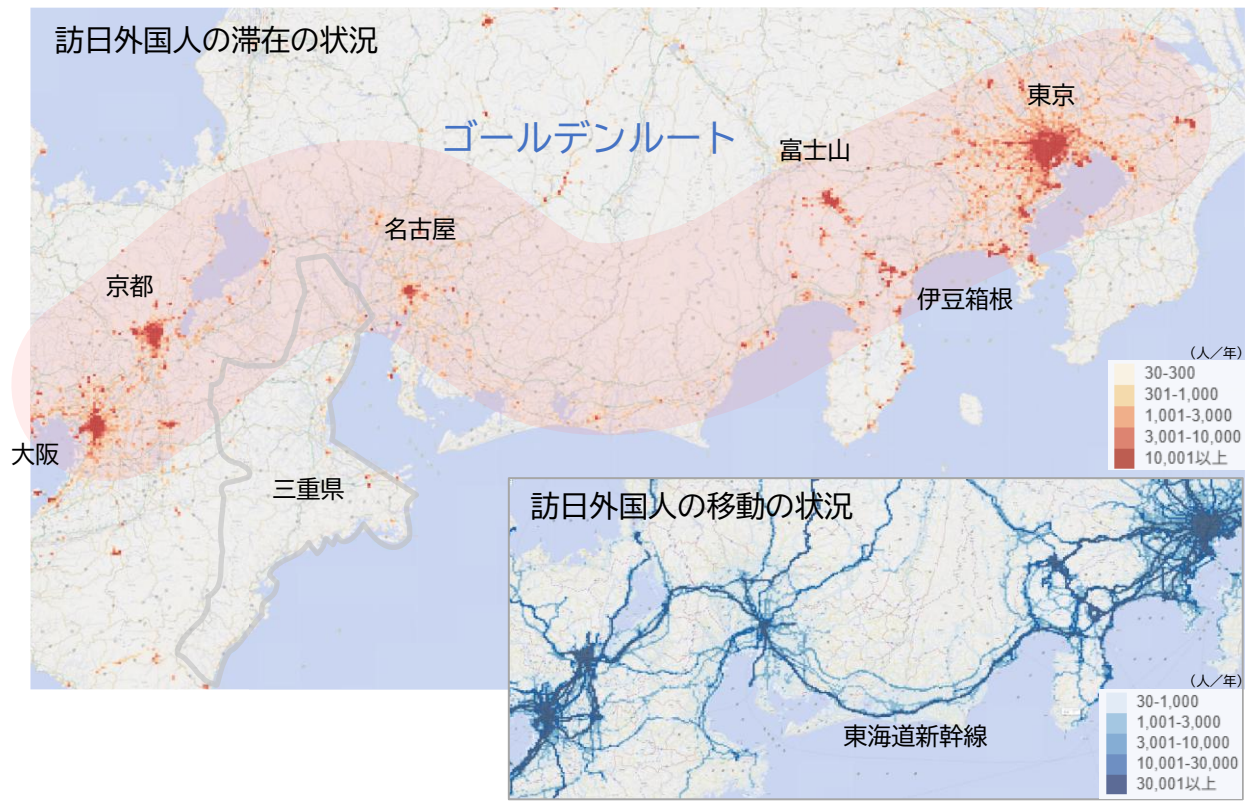 訪日外国人の滞在の状況
東京
ゴールデンルート
富士山
名古屋
京都
伊豆箱根
(人/年)
30-300
301-1,000
1,001-3,000
3,001-10,000
10,001以上
大阪
三重県
訪日外国人の移動の状況
(人/年)
30-1,000
1,001-3,000
3,001-10,000
10,001-30,000
30,001以上
東海道新幹線